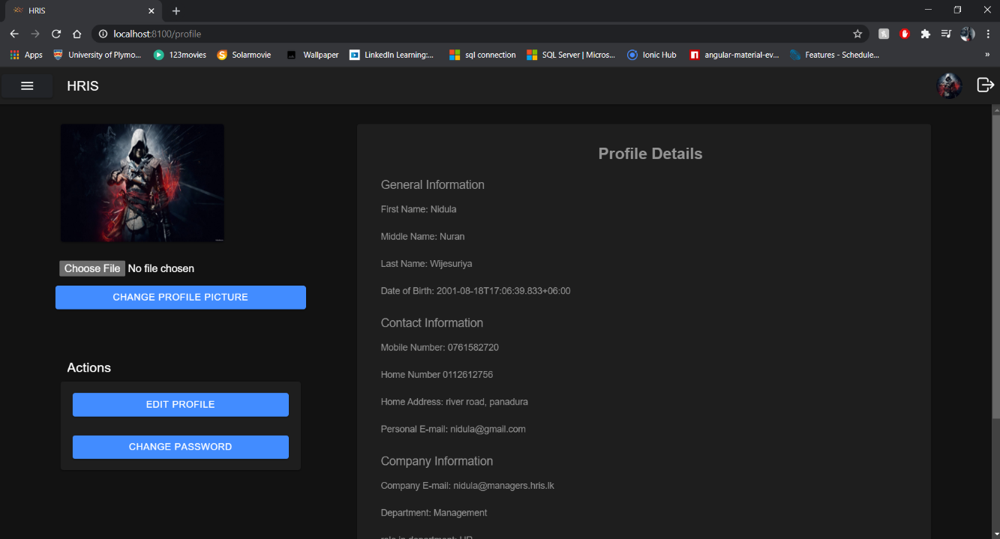 HRIS
localhost:8100/profile
Apps University of Plymo... 123movies Solarmovie Wallpaper LinkedIn Learning:... sql connection SQL Server | Micros... Ionic Hub angular-material-ev... Features - Schedule... »
HRIS
Choose File No file chosen
CHANGE PROFILE PICTURE
Actions
EDIT PROFILE
CHANGE PASSWORD
Profile Details
General Information
First Name: Nidula
Middle Name: Nuran
Last Name: Wijesuriya
Date of Birth: 2001-08-18T17:06:39.833+06:00
Contact Information
Mobile Number: 0761582720
Home Number 0112612756
Home Address: river road, panadura
Personal E-mail: nidula@gmail.com
Company Information
Company E-mail: nidula@managers.hris.lk
Department: Management
role in department: HR